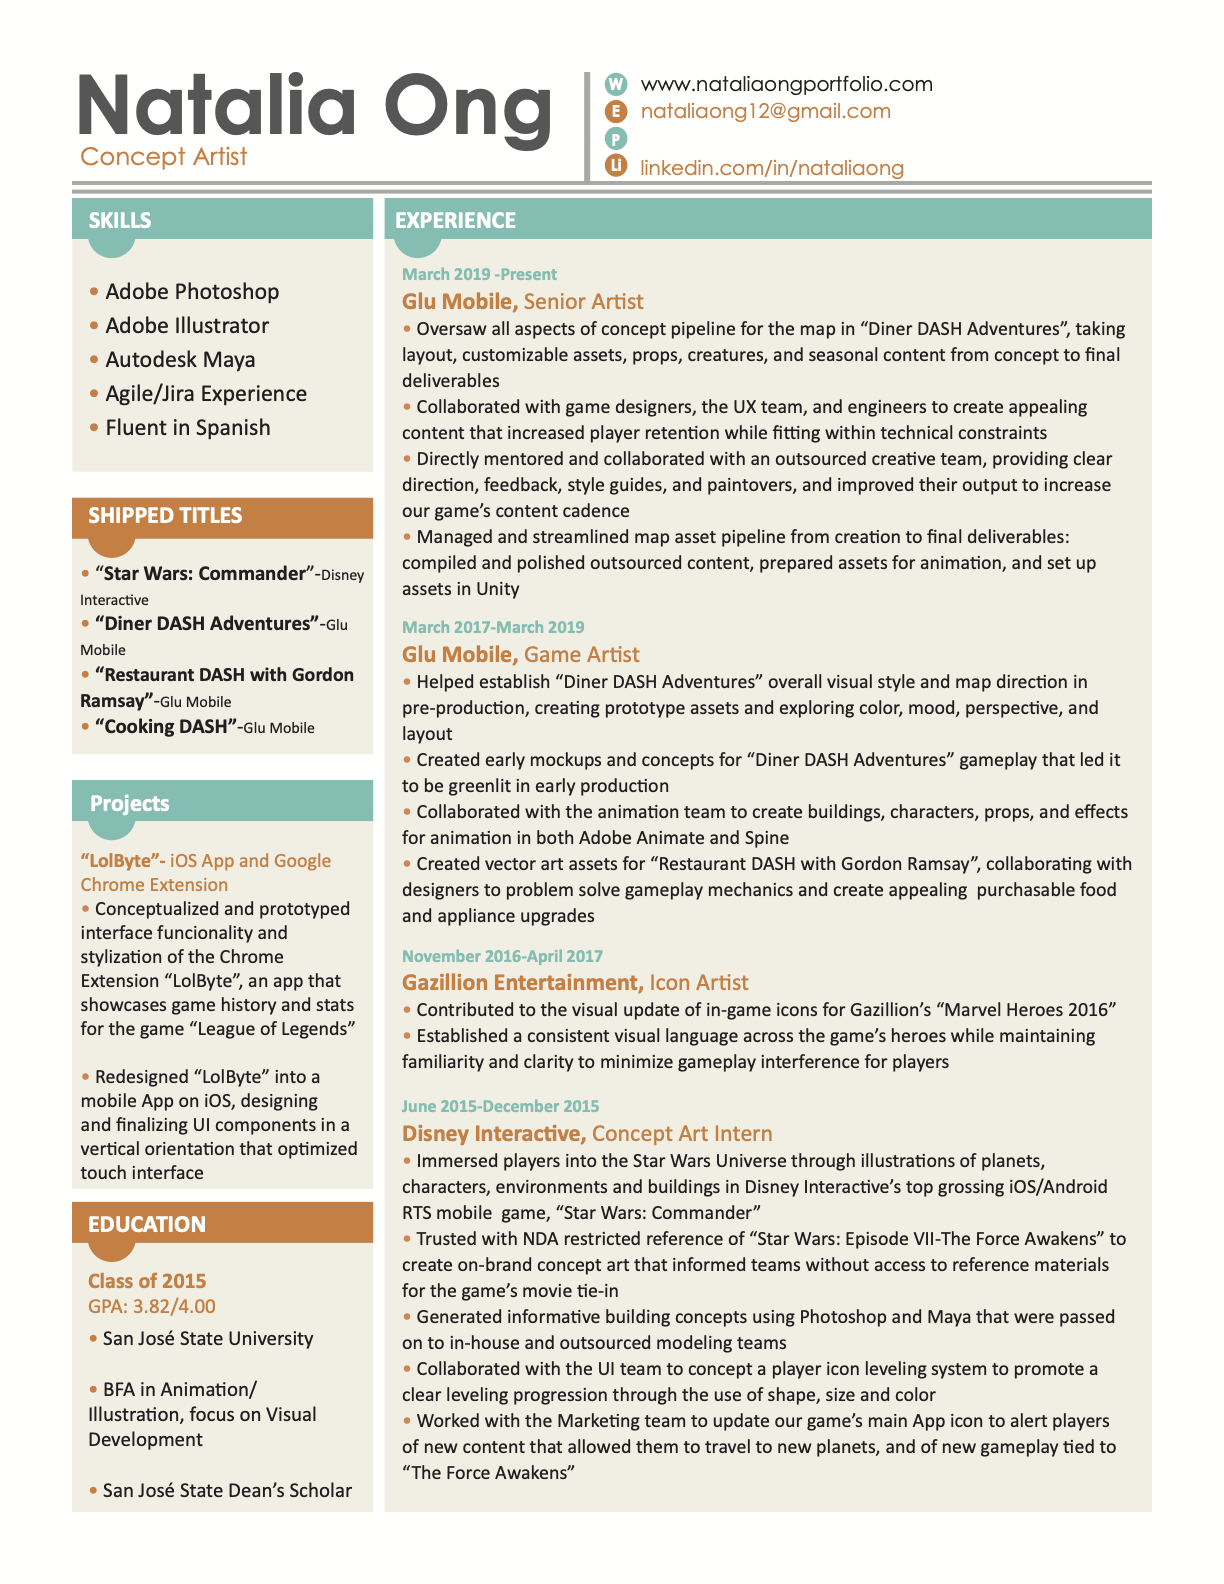 Natalia Ong
Concept Artist
W www.nataliaongportfolio.com
E nataliaong12@gmail.com
P
Li linkedin.com/in/nataliaong
SKILLS
• Adobe Photoshop
• Adobe Illustrator
• Autodesk Maya
• Agile/Jira Experience
• Fluent in Spanish
SHIPPED TITLES
• “Star Wars: Commander”-Disney
Interactive
• “Diner DASH Adventures”-Glu
Mobile
• “Restaurant DASH with Gordon
Ramsay”-Glu Mobile
• “Cooking DASH”-Glu Mobile
Projects
“LolByte”- iOS App and Google
Chrome Extension
• Conceptualized and prototyped
interface funcionality and
stylization of the Chrome
Extension “LolByte”, an app that
showcases game history and stats
for the game “League of Legends”
• Redesigned “LolByte” into a
mobile App on iOS, designing
and finalizing UI components in a
vertical orientation that optimized
touch interface
EDUCATION
Class of 2015
GPA: 3.82/4.00
• San José State University
• BFA in Animation/
Illustration, focus on Visual
Development
• San José State Dean’s Scholar
EXPERIENCE
March 2019 -Present
Glu Mobile, Senior Artist
• Oversaw all aspects of concept pipeline for the map in “Diner DASH Adventures”, taking
layout, customizable assets, props, creatures, and seasonal content from concept to final
deliverables
• Collaborated with game designers, the UX team, and engineers to create appealing
content that increased player retention while fitting within technical constraints
• Directly mentored and collaborated with an outsourced creative team, providing clear
direction, feedback, style guides, and paintovers, and improved their output to increase
our game’s content cadence
• Managed and streamlined map asset pipeline from creation to final deliverables:
compiled and polished outsourced content, prepared assets for animation, and set up
assets in Unity
March 2017-March 2019
Glu Mobile, Game Artist
• Helped establish “Diner DASH Adventures” overall visual style and map direction in
pre-production, creating prototype assets and exploring color, mood, perspective, and
layout
• Created early mockups and concepts for “Diner DASH Adventures” gameplay that led it
to be greenlit in early production
• Collaborated with the animation team to create buildings, characters, props, and effects
for animation in both Adobe Animate and Spine
• Created vector art assets for “Restaurant DASH with Gordon Ramsay”, collaborating with
designers to problem solve gameplay mechanics and create appealing  purchasable food
and appliance upgrades
November 2016-April 2017
Gazillion Entertainment, Icon Artist
• Contributed to the visual update of in-game icons for Gazillion’s “Marvel Heroes 2016”
• Established a consistent visual language across the game’s heroes while maintaining
familiarity and clarity to minimize gameplay interference for players
June 2015-December 2015
Disney Interactive, Concept Art Intern
• Immersed players into the Star Wars Universe through illustrations of planets,
characters, environments and buildings in Disney Interactive’s top grossing iOS/Android
RTS mobile  game, “Star Wars: Commander”
• Trusted with NDA restricted reference of “Star Wars: Episode VII-The Force Awakens” to
create on-brand concept art that informed teams without access to reference materials
for the game’s movie tie-in
• Generated informative building concepts using Photoshop and Maya that were passed
on to in-house and outsourced modeling teams
• Collaborated with the UI team to concept a player icon leveling system to promote a
clear leveling progression through the use of shape, size and color
• Worked with the Marketing team to update our game’s main App icon to alert players
of new content that allowed them to travel to new planets, and of new gameplay tied to
“The Force Awakens”